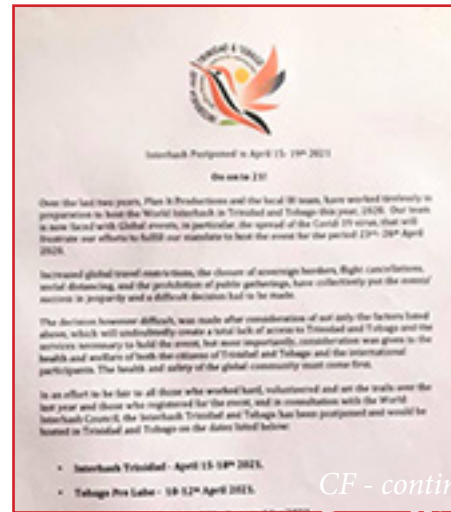 TRINIDAD & TOBAGO
Interhash Postponed to April 15- 19th 2021
On on to 21!
Over the last two years, Plan It Productions and the local IH team, have worked tirelessly in
preparation to host the World Interhash in Trinidad and Tobago this year, 2020. Our team
is now faced with Global events, in particular, the spread of the Covid 19 virus, that will
frustrate our efforts to fulfill our mandate to host the event for the period 23rd- 26th April
2020.
Increased global travel restrictions, the closure of sovereign borders, flight cancellations,
social distancing, and the prohibition of public gatherings, have collectively put the events'
success in jeopardy and a difficult decision had to be made.
The decision however difficult, was made after consideration of not only the factors listed
above, which will undoubtedly create a total lack of access to Trinidad and Tobago and the
services necessary to hold the event, but more importantly, consideration was given to the
health and welfare of both the citizens of Trinidad and Tobago and the international
participants. The health and safety of the global community must come first.
In an effort to be fair to all those who worked hard, volunteered and set the trails over the
last year and those who registered for the event, and in consultation with the World
Interhash Council, the Interhash Trinidad and Tobago has been postponed and would be
hosted in Trinidad and Tobago on the dates listed below:
• Interhash Trinidad - April 15-18th 2021.
• Tobago Pre Lube - 10-12th April 2021.
CF - contin